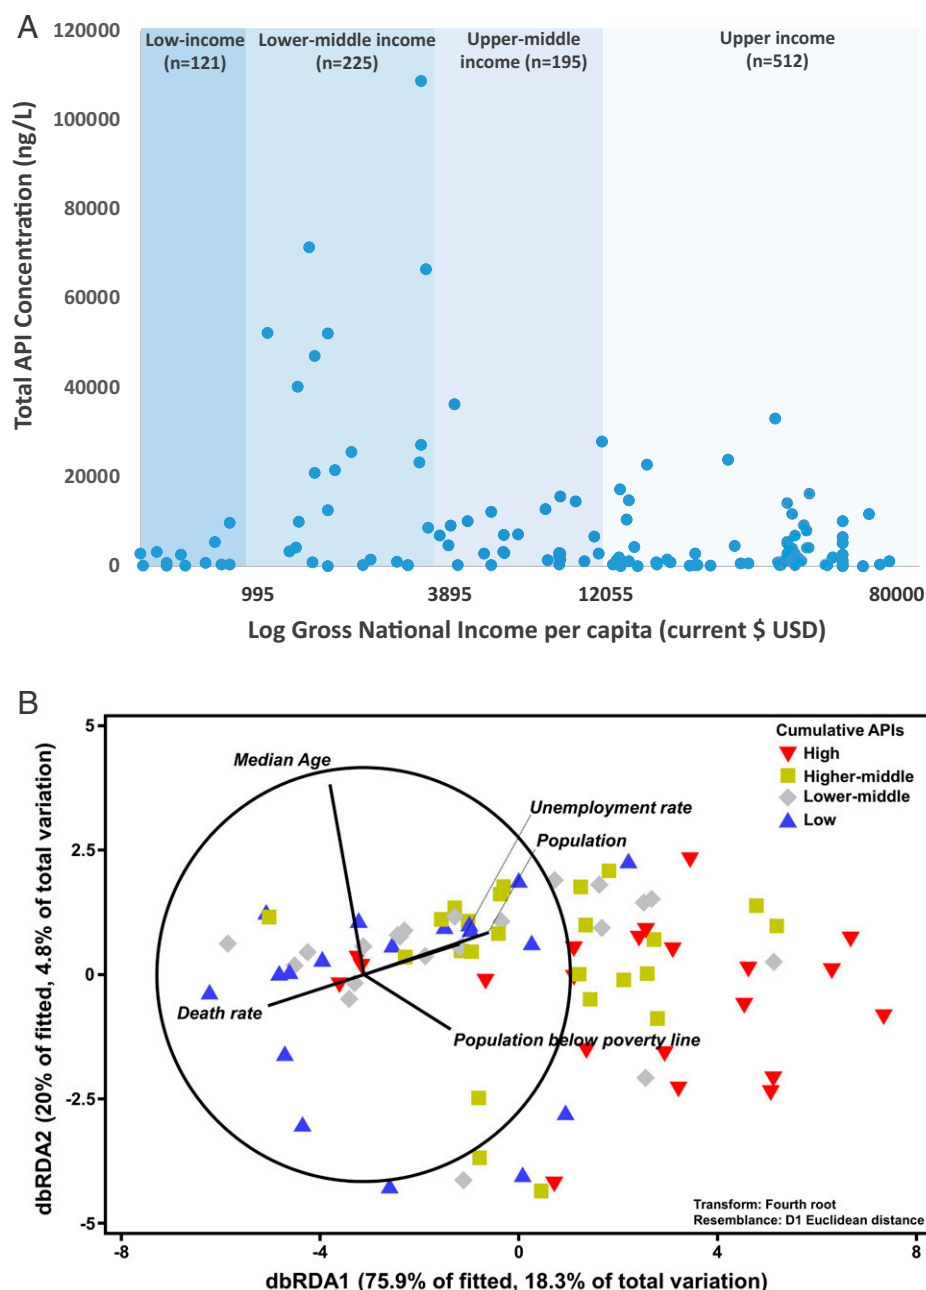 A
Total API Concentration (ng/L)
120000
100000
80000
60000
40000
20000
0
Low-income
(n=121)
Lower-middle income
(n=225)
Upper-middle
income (n=195)
Upper income
(n=512)
995
3895
12055
80000
Log Gross National Income per capita (current $ USD)
B
dbRDA2 (20% of fitted, 4.8% of total variation)
5
2.5
0
-2.5
-5
Cumulative APIs
High
Higher-middle
Lower-middle
Low
Median Age
Unemployment rate
Population
Death rate
Population below poverty line
Transform: Fourth root
Resemblance: D1 Euclidean distance
-8
-4
0
4
8
dbRDA1 (75.9% of fitted, 18.3% of total variation)